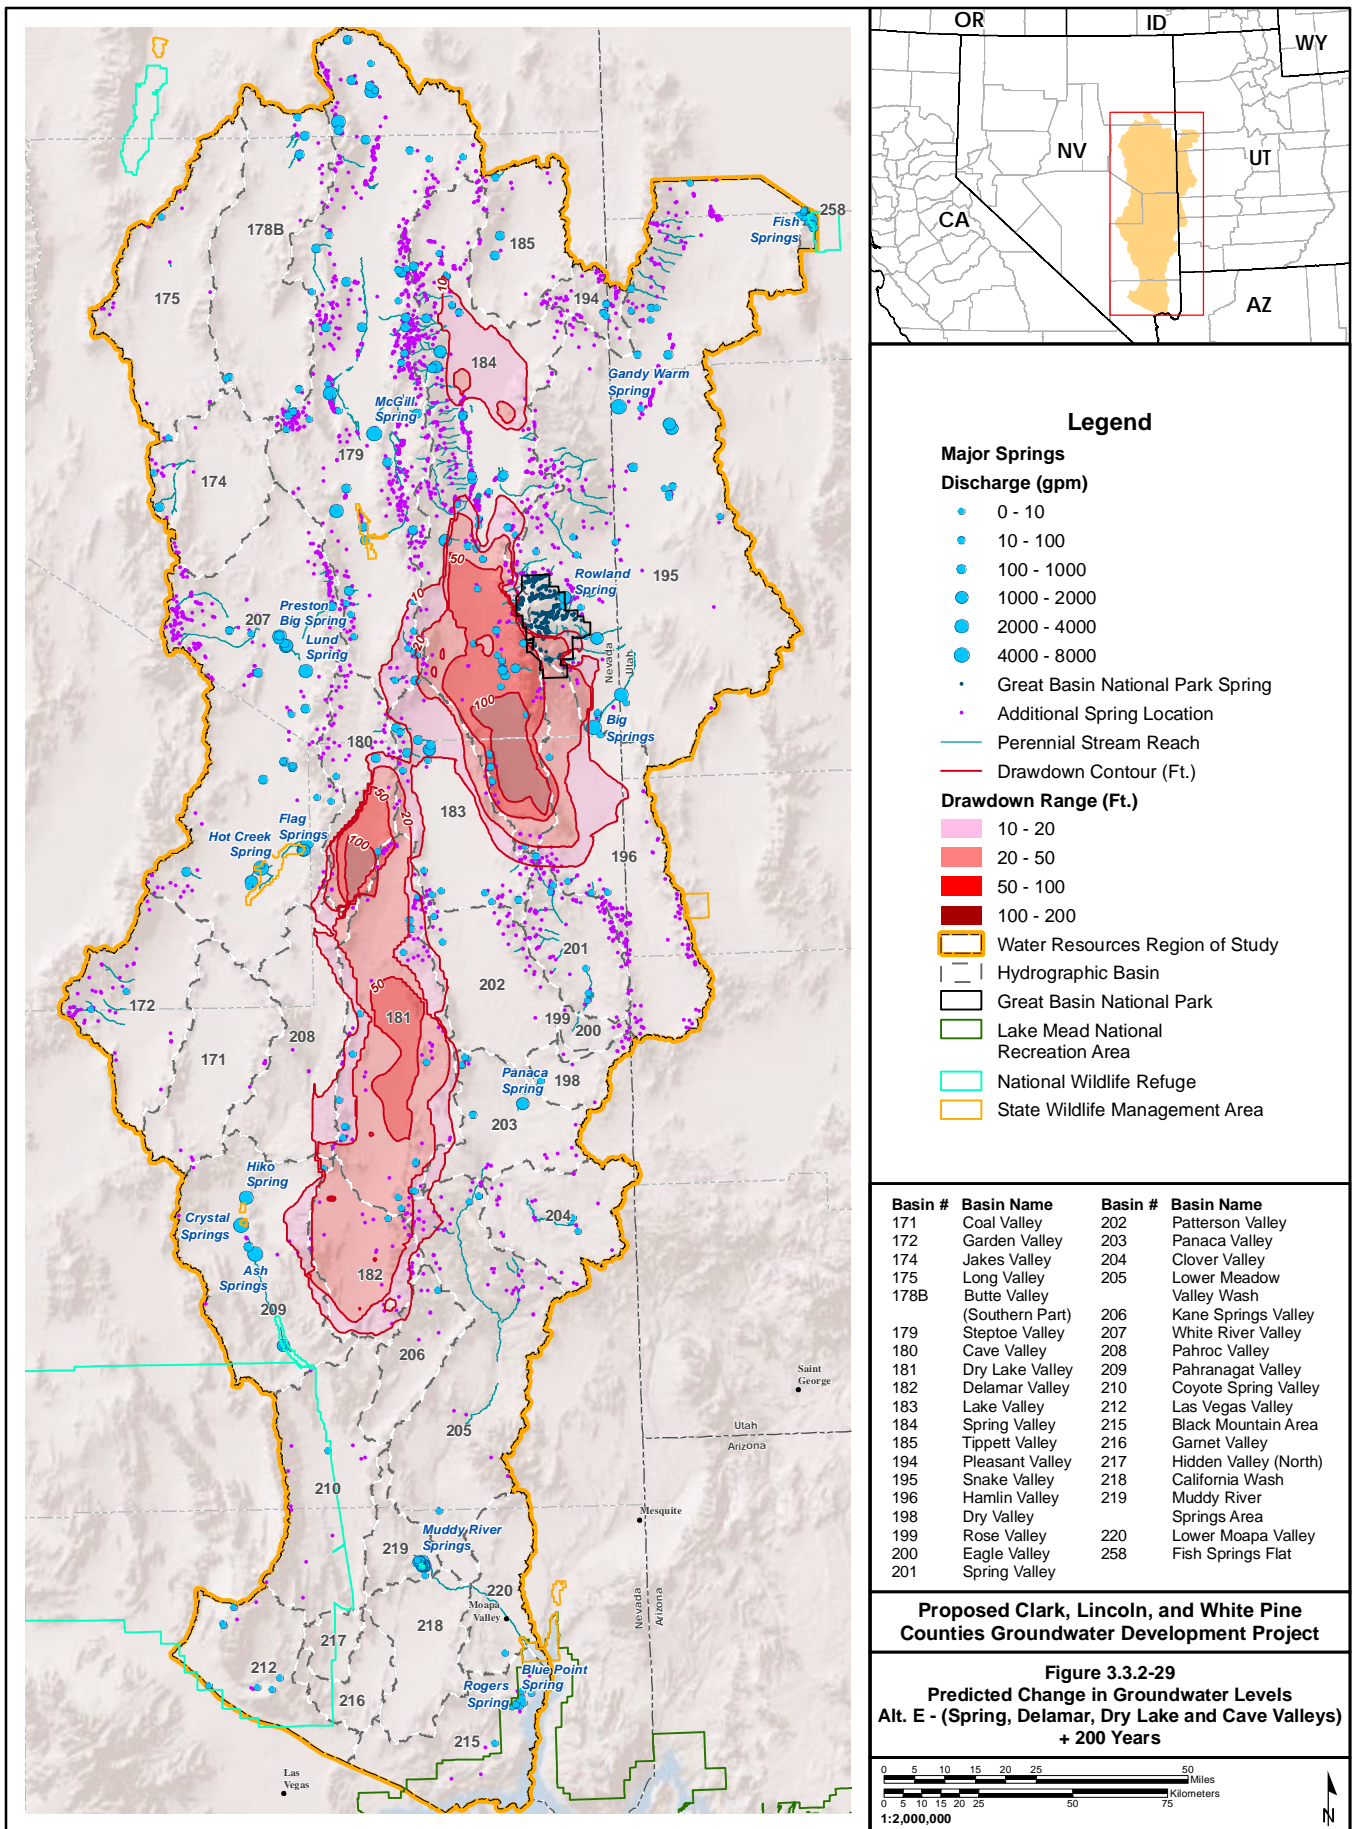 OR
ID
WY
NV
UT
CA
AZ
Legend
Major Springs
Discharge (gpm)
0 - 10
10 - 100
100 - 1000
1000 - 2000
2000 - 4000
4000 - 8000
Great Basin National Park Spring
Additional Spring Location
Perennial Stream Reach
Drawdown Contour (Ft.)
Drawdown Range (Ft.)
10 - 20
20 - 50
50 - 100
100 - 200
Water Resources Region of Study
Hydrographic Basin
Great Basin National Park
Lake Mead National
Recreation Area
National Wildlife Refuge
State Wildlife Management Area
Basin # Basin Name Basin # Basin Name
171 Coal Valley 202 Patterson Valley
172 Garden Valley 203 Panaca Valley
174 Jakes Valley 204 Clover Valley
175 Long Valley 205 Lower Meadow
178B Butte Valley Valley Wash
(Southern Part) 206 Kane Springs Valley
179 Steptoe Valley 207 White River Valley
180 Cave Valley 208 Pahroc Valley
181 Dry Lake Valley 209 Pahranagat Valley
182 Delamar Valley 210 Coyote Spring Valley
183 Lake Valley 212 Las Vegas Valley
184 Spring Valley 215 Black Mountain Area
185 Tippett Valley 216 Garnet Valley
194 Pleasant Valley 217 Hidden Valley (North)
195 Snake Valley 218 California Wash
196 Hamlin Valley 219 Muddy River
198 Dry Valley Springs Area
199 Rose Valley 220 Lower Moapa Valley
200 Eagle Valley 258 Fish Springs Flat
201 Spring Valley
Proposed Clark, Lincoln, and White Pine
Counties Groundwater Development Project
Figure 3.3.2-29
Predicted Change in Groundwater Levels
Alt. E - (Spring, Delamar, Dry Lake and Cave Valleys)
+ 200 Years
0 5 10 15 20 25 50
Miles
0 5 10 15 20 25 50 75
Kilometers
1:2,000,000
N
258
Fish
Springs
178B
185
175
194
10
184
Gandy Warm
Spring
McGill
Spring
179
174
50
195
Rowland
Spring
10
Preston
Big Spring
207
Lund
Spring
20
Nevada
Utah
100
Big
Springs
180
50
20
183
Flag
Springs
Hot Creek
Spring
100
196
201
202
50
172
181
199
200
208
171
Panaca
Spring
198
203
Hiko
Spring
Crystal
Springs
204
Ash
Springs
182
209
206
Saint
George
205
Utah
Arizona
210
Mesquite
Muddy River
Springs
219
220
Moapa
Valley
Nevada
Arizona
218
217
212
Blue Point
Spring
Rogers
Spring
216
215
Las
Vegas